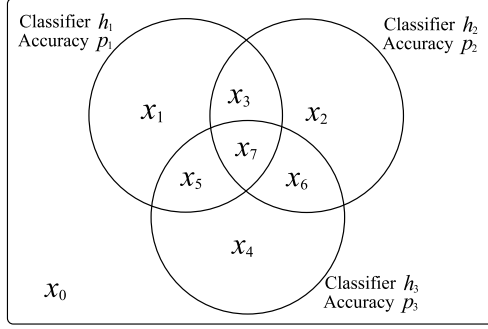 Classifier h₁
Accuracy p₁
Classifier h₂
Accuracy p₂
x₃
x₁
x₂
x₇
x₅
x₆
x₄
x₀
Classifier h₃
Accuracy p₃